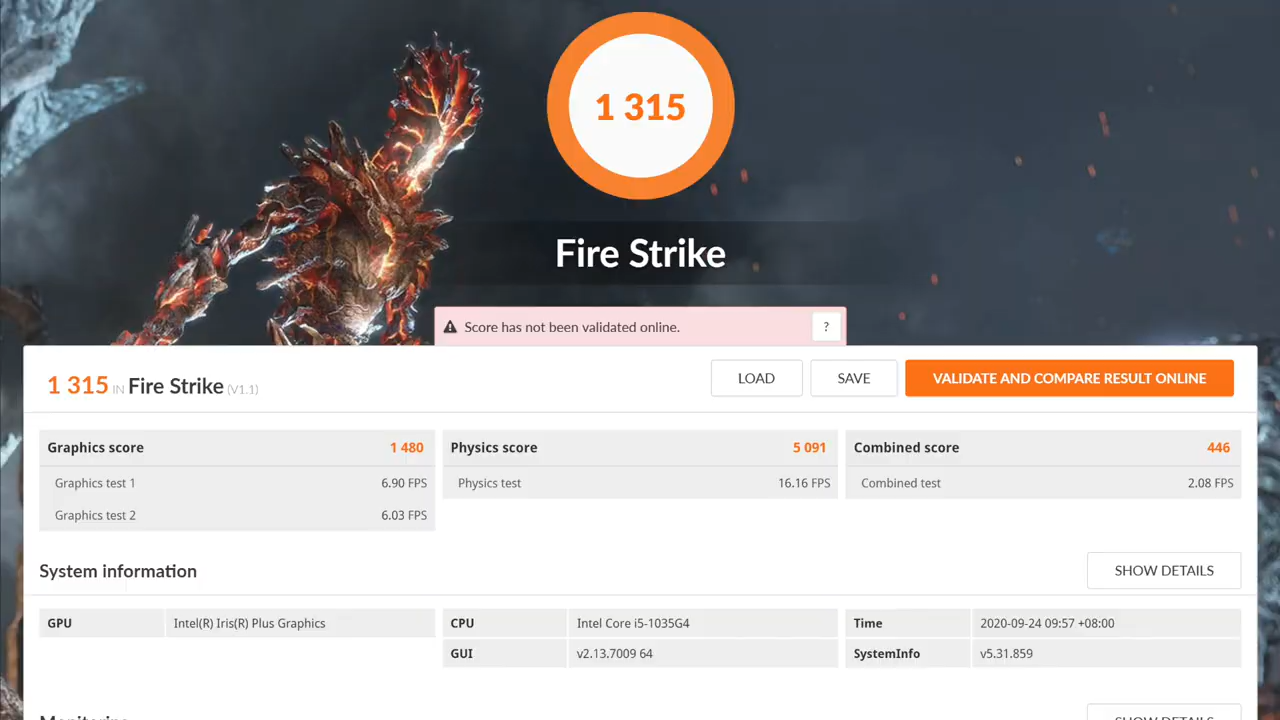 1 315
Fire Strike
Score has not been validated online. ?
1 315 IN Fire Strike (V1.1)
LOAD SAVE VALIDATE AND COMPARE RESULT ONLINE
Graphics score 1 480
Graphics test 1 6.90 FPS
Graphics test 2 6.03 FPS
Physics score 5 091
Physics test 16.16 FPS
Combined score 446
Combined test 2.08 FPS
System information SHOW DETAILS
GPU Intel(R) Iris(R) Plus Graphics
CPU Intel Core i5-1035G4
GUI v2.13.7009 64
Time 2020-09-24 09:57 +08:00
SystemInfo v5.31.859
Monitoring SHOW DETAILS